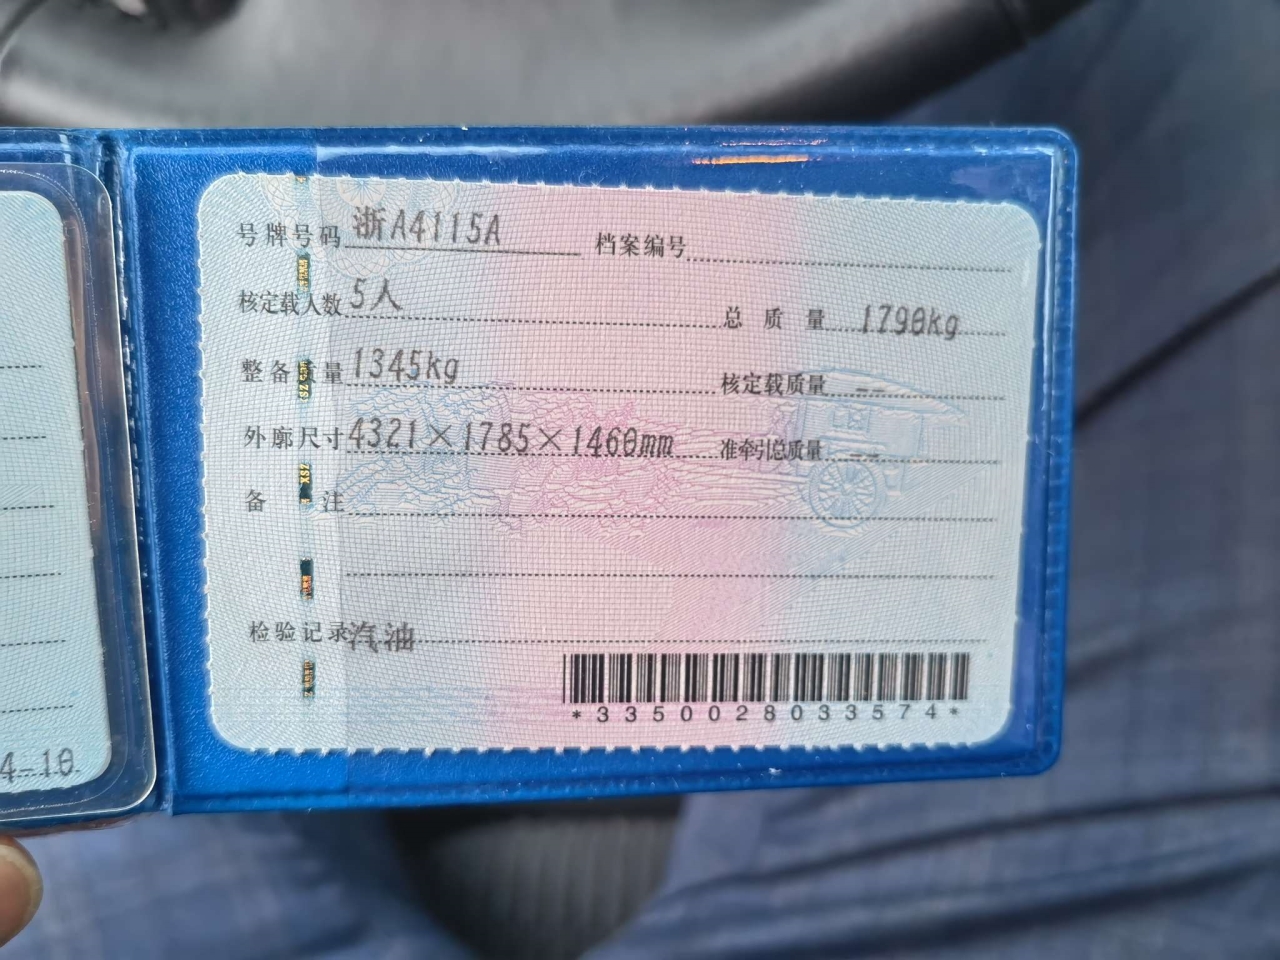 号牌号码 浙A4115A 档案编号
核定载人数 5人 总质量 1790kg
整备质量 1345kg 核定载质量 --
外廓尺寸 4321×1785×1460mm 准牵引总质量 --
备注
检验记录 汽油
*3350028033574*
4-10